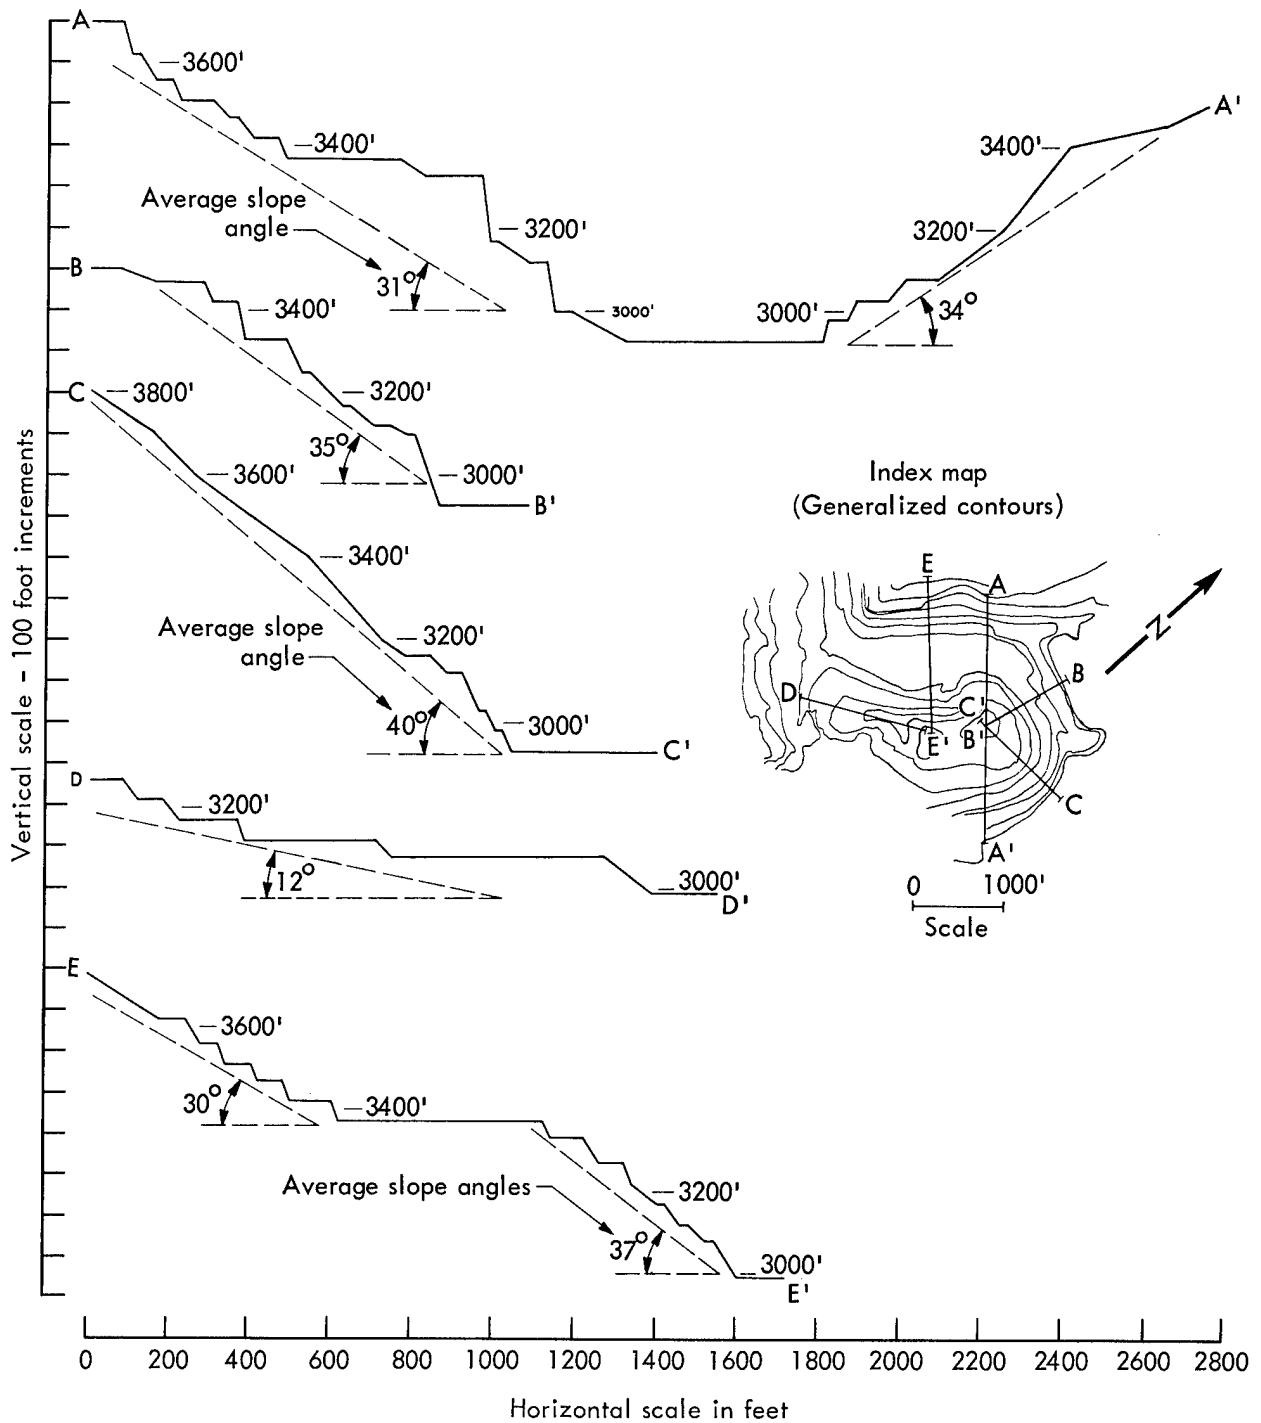 A
3600'
A'
3400'
3400'
Average slope
angle
3200'
3200'
B
31°
3400'
3000'
3000'
34°
C
3800'
3200'
35°
3600'
3000'
B'
Index map
(Generalized contours)
3400'
E
A
Average slope
angle
3200'
N
B
D
C'
40°
3000'
C'
E'
B'
C
D
3200'
A'
12°
3000'
D'
0 1000'
Scale
E
3600'
30°
3400'
Average slope angles
3200'
37°
3000'
E'
Vertical scale - 100 foot increments
0 200 400 600 800 1000 1200 1400 1600 1800 2000 2200 2400 2600 2800
Horizontal scale in feet